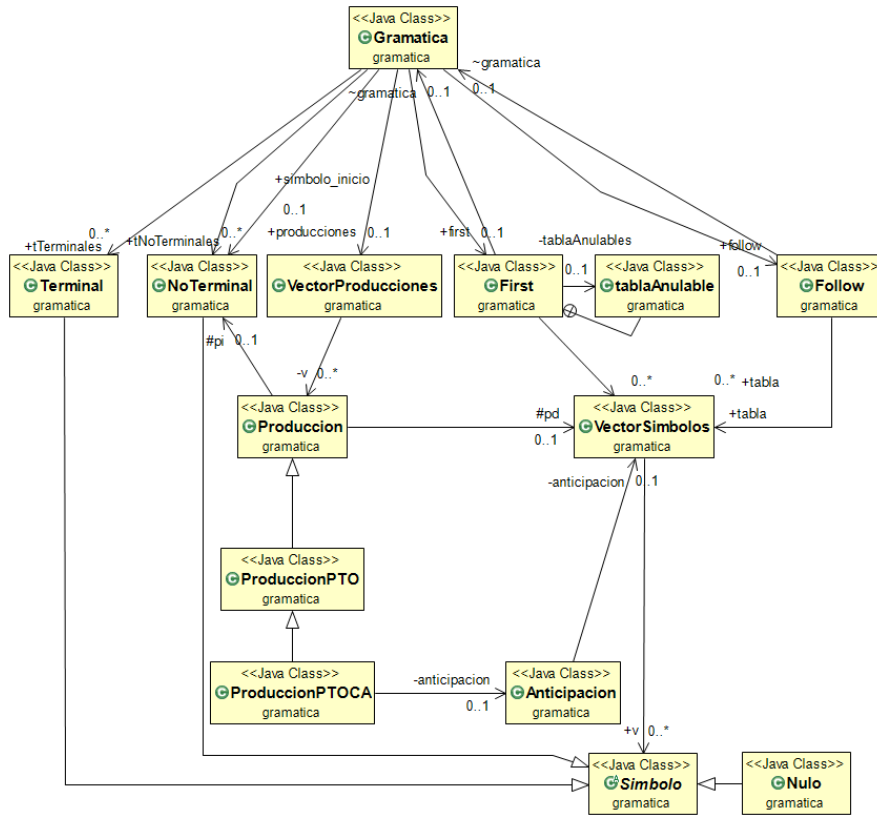 <<Java Class>>
Gramatica
gramatica
~gramatica
~gramatica
0..1
0..1
+simbolo_inicio
0..1
0..*
+tTerminales
+tNoTerminales
0..*
+producciones
0..1
+first
0..1
-tablaAnulables
0..1
+follow
0..1
<<Java Class>>
Terminal
gramatica
<<Java Class>>
NoTerminal
gramatica
<<Java Class>>
VectorProducciones
gramatica
<<Java Class>>
First
gramatica
<<Java Class>>
tablaAnulable
gramatica
<<Java Class>>
Follow
gramatica
#pi
0..1
-v
0..*
0..*
0..*
+tabla
+tabla
<<Java Class>>
Produccion
gramatica
#pd
0..1
<<Java Class>>
VectorSimbolos
gramatica
-anticipacion
0..1
<<Java Class>>
ProduccionPTO
gramatica
<<Java Class>>
ProduccionPTOCA
gramatica
-anticipacion
0..1
<<Java Class>>
Anticipacion
gramatica
+v
0..*
<<Java Class>>
Simbolo
gramatica
<<Java Class>>
Nulo
gramatica